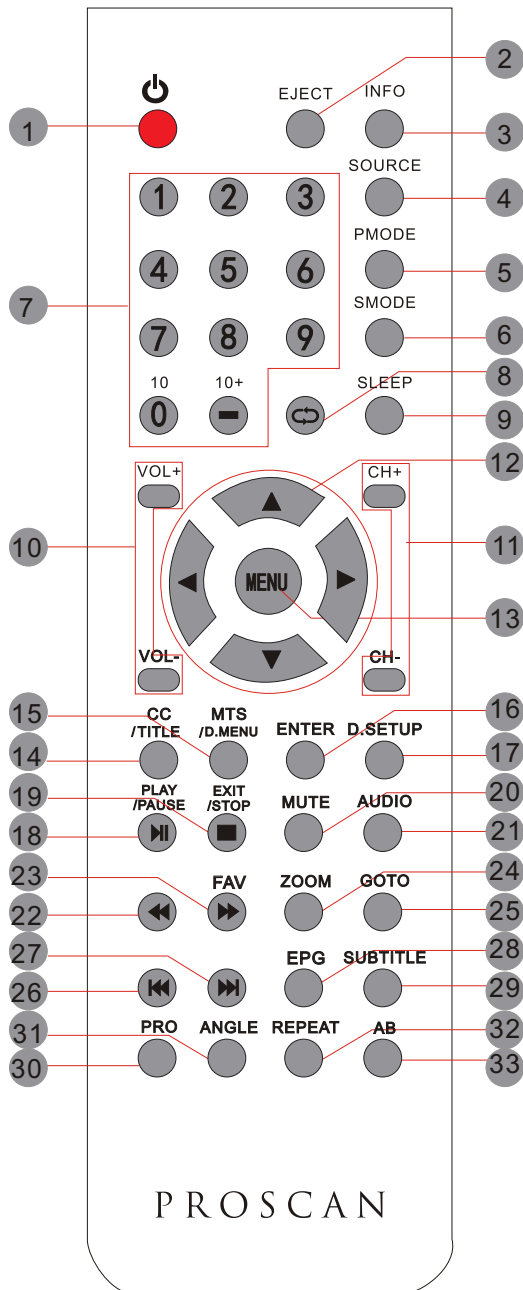 1
2
EJECT
INFO
3
SOURCE
4
1
2
3
PMODE
5
4
5
6
7
SMODE
6
7
8
9
8
10
10+
SLEEP
9
0
12
VOL+
CH+
10
11
MENU
13
VOL-
CH-
15
CC
/TITLE
MTS
/D.MENU
ENTER
D.SETUP
16
14
17
19
PLAY
/PAUSE
EXIT
/STOP
MUTE
AUDIO
20
18
21
23
FAV
ZOOM
GOTO
24
22
25
27
EPG
SUBTITLE
28
26
29
31
PRO
ANGLE
REPEAT
AB
32
30
33
PROSCAN